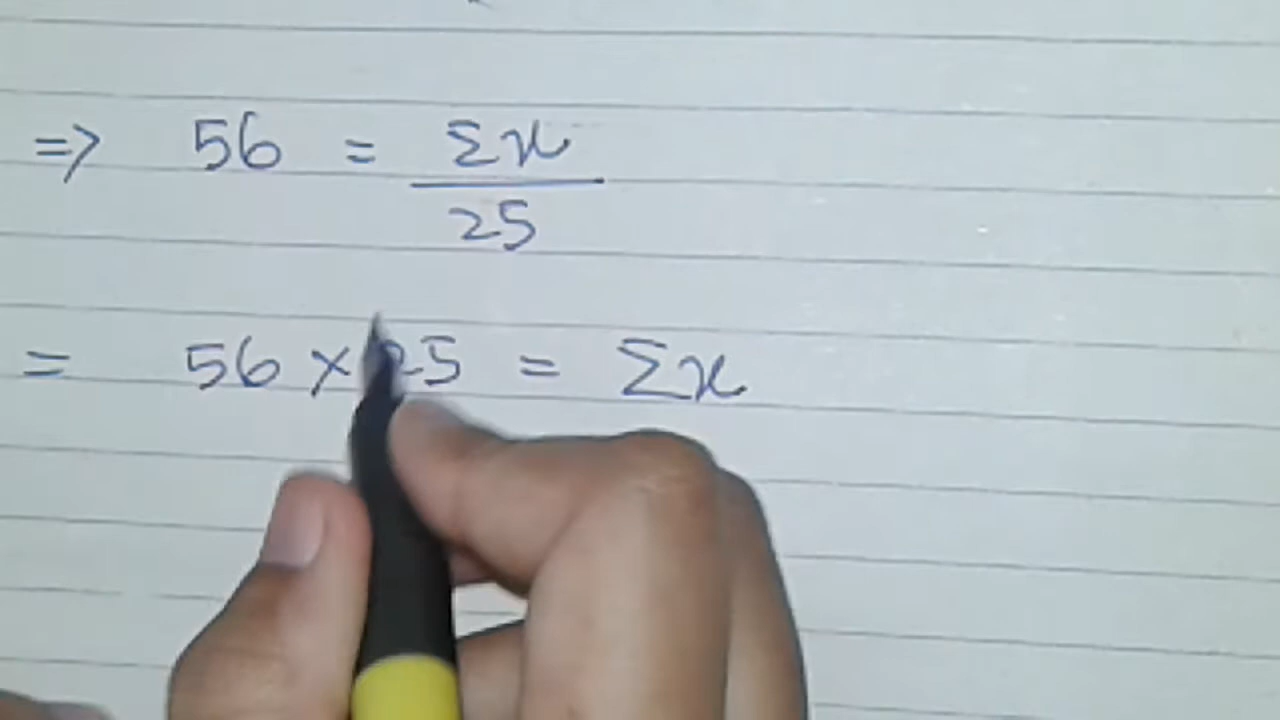 => 56 = Σx
25
= 56 × 25 = Σx